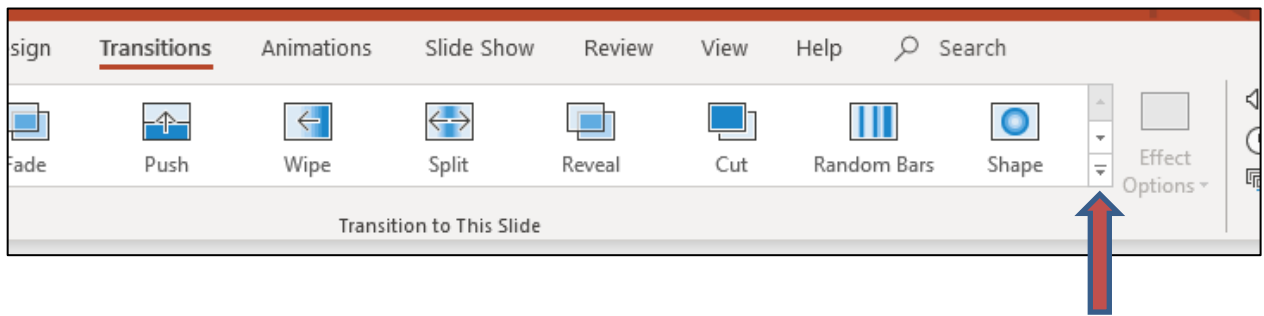 sign Transitions Animations Slide Show Review View Help Search
Fade Push Wipe Split Reveal Cut Random Bars Shape Effect Options
Transition to This Slide